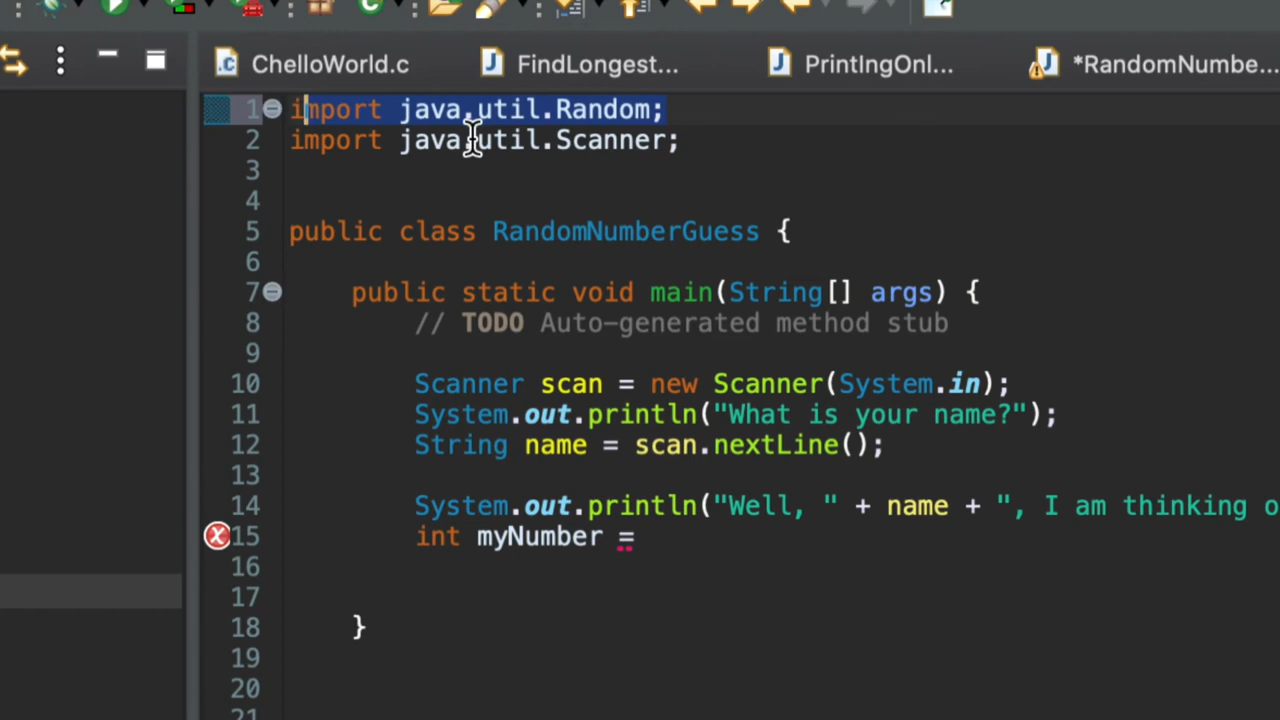 ChelloWorld.c FindLongest... PrintIngOnl... *RandomNumbe...
1 import java.util.Random;
2 import java.util.Scanner;
3
4
5 public class RandomNumberGuess {
6
7 public static void main(String[] args) {
8 // TODO Auto-generated method stub
9
10 Scanner scan = new Scanner(System.in);
11 System.out.println("What is your name?");
12 String name = scan.nextLine();
13
14 System.out.println("Well, " + name + ", I am thinking o
15 int myNumber =
16
17
18 }
19
20
21